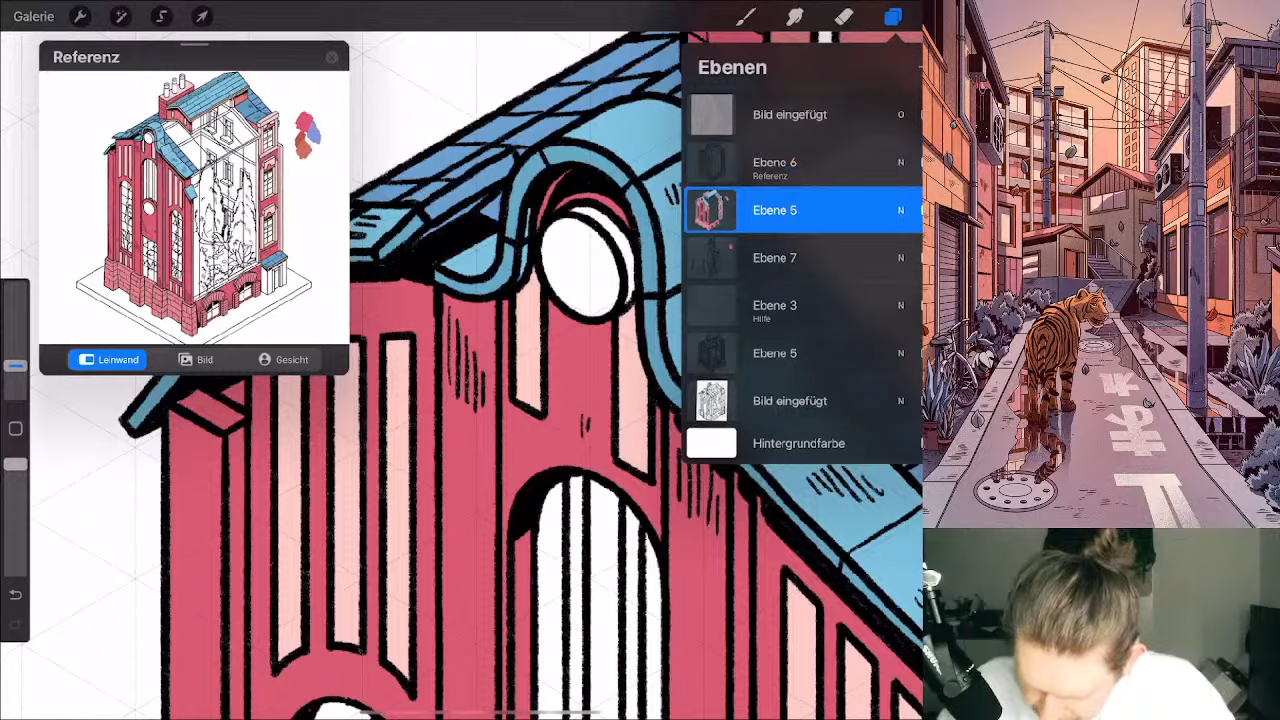 Galerie
Referenz
Leinwand
Bild
Gesicht
Ebenen
Bild eingefügt O
Ebene 6 N
Referenz
Ebene 5 N
Ebene 7 N
Ebene 3 N
Hilfe
Ebene 5 N
Bild eingefügt N
Hintergrundfarbe